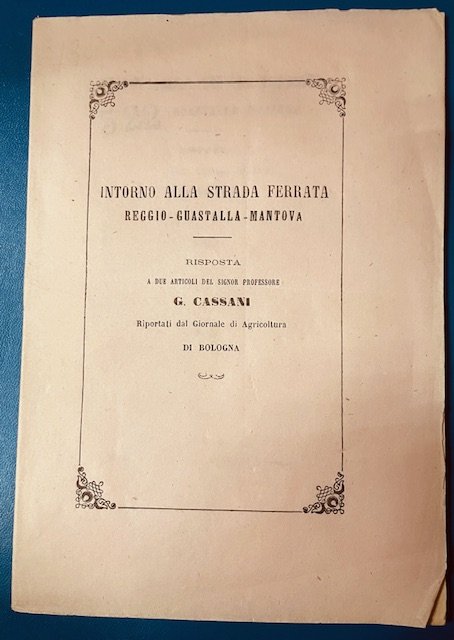 INTORNO ALLA STRADA FERRATA
REGGIO-GUASTALLA-MANTOVA
RISPOSTA
A DUE ARTICOLI DEL SIGNOR PROFESSORE
G. CASSANI
Riportati dal Giornale di Agricoltura
DI BOLOGNA